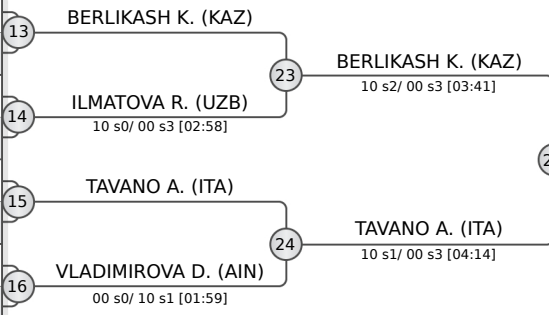 BERLIKASH K. (KAZ)
13
23
BERLIKASH K. (KAZ)
10 s2/ 00 s3 [03:41]
ILMATOVA R. (UZB)
14
10 s0/ 00 s3 [02:58]
TAVANO A. (ITA)
15
24
TAVANO A. (ITA)
10 s1/ 00 s3 [04:14]
VLADIMIROVA D. (AIN)
16
00 s0/ 10 s1 [01:59]